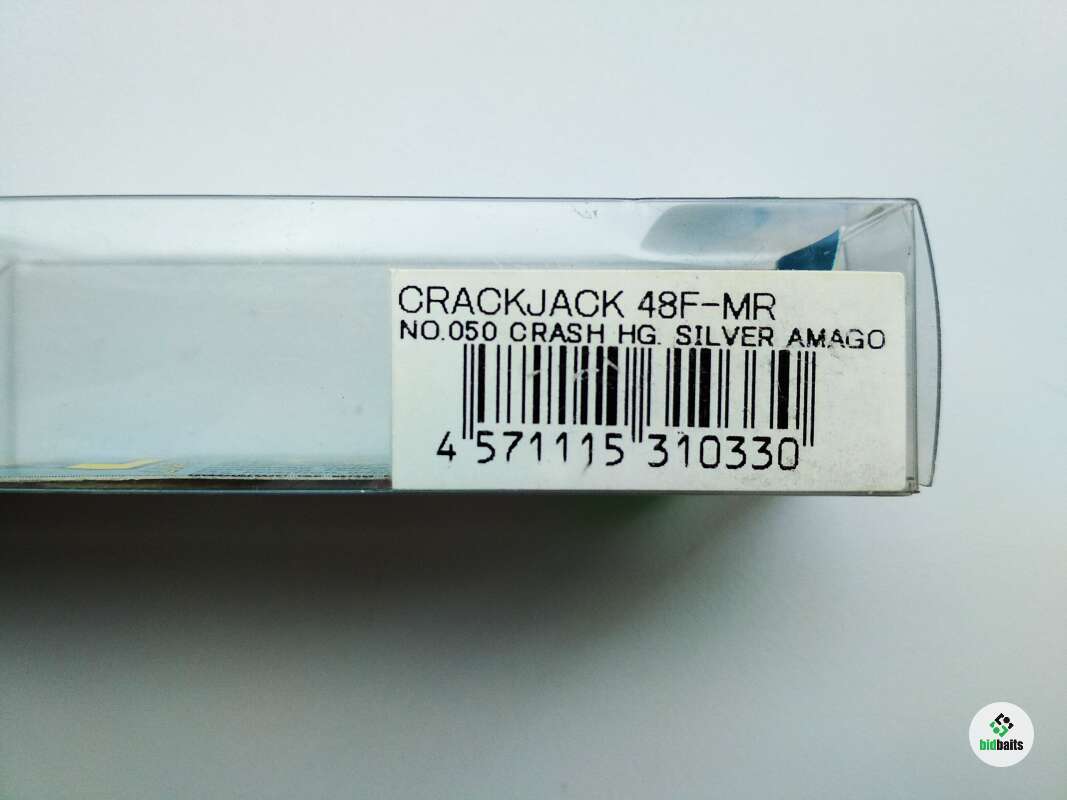 CRACKJACK 48F-MR
NO.050 CRASH HG. SILVER AMAGO
4 571115 310330
bidbaits